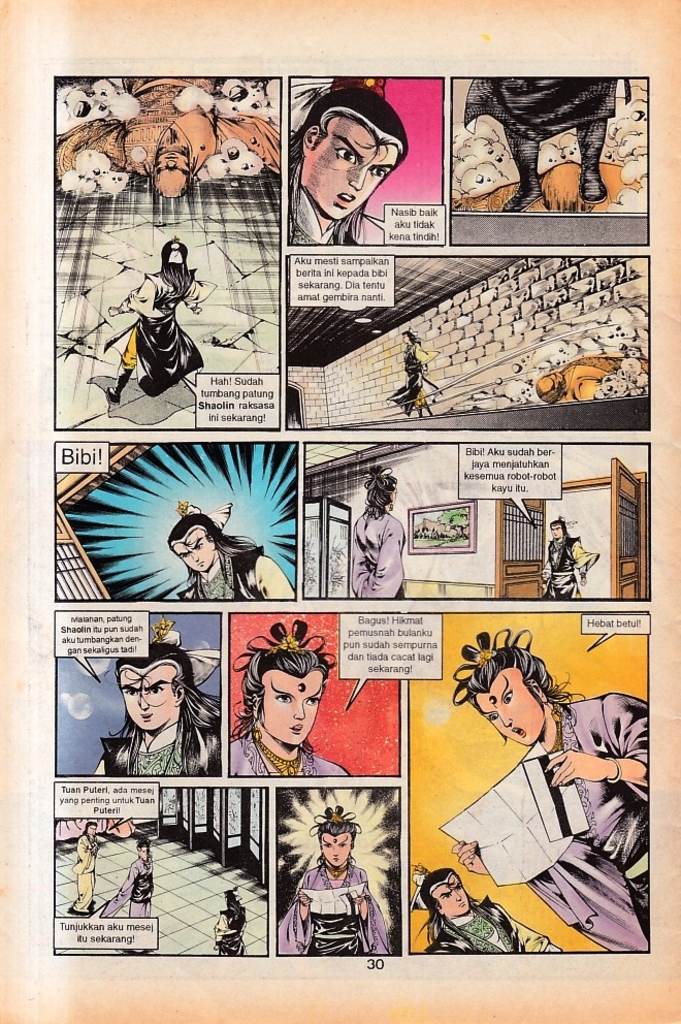 Hah! Sudah
tumbang patung
Shaolin raksasa
ini sekarang!
Nasib baik
aku tidak
kena tindih!
Aku mesti sampaikan
berita ini kepada bibi
sekarang. Dia tentu
amat gembira nanti.
Bibi!
Bibi! Aku sudah ber-
jaya menjatuhkan
kesemua robot-robot
kayu itu.
Malahan, patung
Shaolin itu pun sudah
aku tumbangkan den-
gan sekaligus tadi!
Bagus! Hikmat
pemusnah bulanku
pun sudah sempurna
dan tiada cacat lagi
sekarang!
Tuan Puteri, ada mesej
yang penting untuk Tuan
Puteri!
Tunjukkan aku mesej
itu sekarang!
Hebat betul!
30